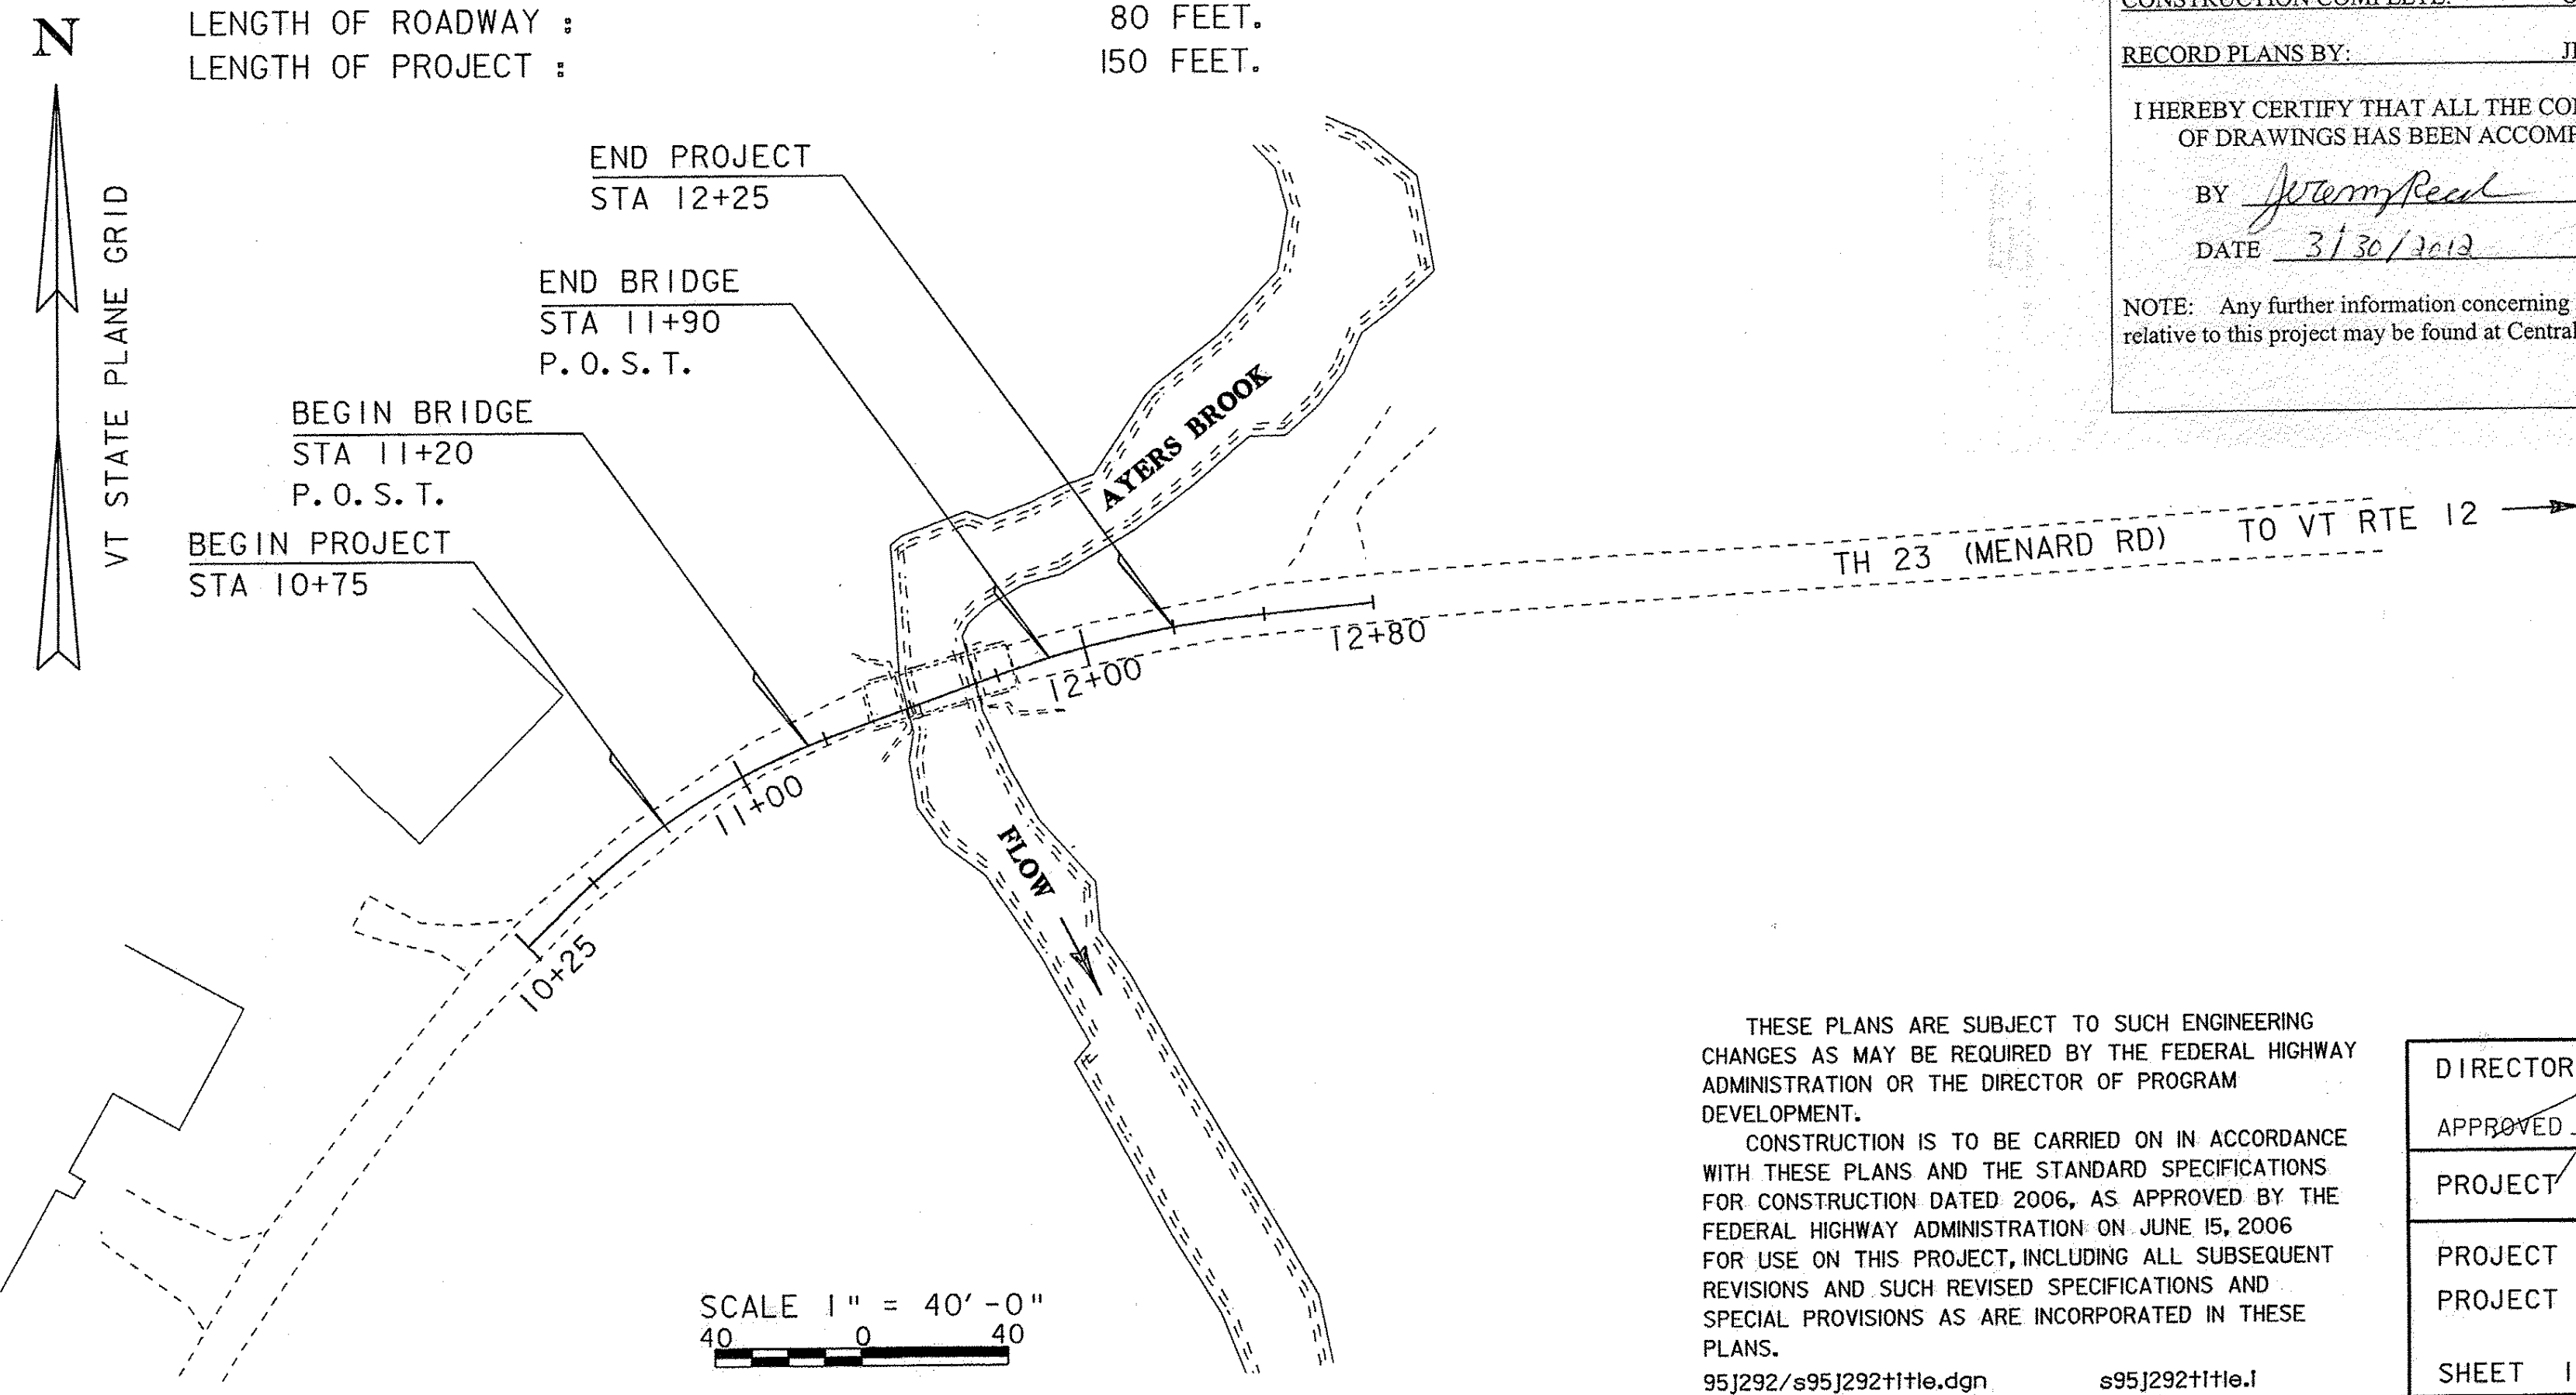 N
VT STATE PLANE GRID
LENGTH OF ROADWAY : 80 FEET.
LENGTH OF PROJECT : 150 FEET.
END PROJECT
STA 12+25
END BRIDGE
STA 11+90
P.O.S.T.
BEGIN BRIDGE
STA 11+20
P.O.S.T.
BEGIN PROJECT
STA 10+75
AYERS BROOK
TH 23 (MENARD RD) TO VT RTE 12
12+80
12+00
11+00
10+25
FLOW
SCALE 1" = 40'-0"
40 0 40
CONSTRUCTION COMPLETE:
RECORD PLANS BY:
I HEREBY CERTIFY THAT ALL THE
OF DRAWINGS HAS BEEN
BY Jeremy Reed
DATE 3/30/2012
NOTE: Any further information concerning
relative to this project may be found at Central
THESE PLANS ARE SUBJECT TO SUCH ENGINEERING
CHANGES AS MAY BE REQUIRED BY THE FEDERAL HIGHWAY
ADMINISTRATION OR THE DIRECTOR OF PROGRAM
DEVELOPMENT.
CONSTRUCTION IS TO BE CARRIED ON IN ACCORDANCE
WITH THESE PLANS AND THE STANDARD SPECIFICATIONS
FOR CONSTRUCTION DATED 2006, AS APPROVED BY THE
FEDERAL HIGHWAY ADMINISTRATION ON JUNE 15, 2006
FOR USE ON THIS PROJECT, INCLUDING ALL SUBSEQUENT
REVISIONS AND SUCH REVISED SPECIFICATIONS AND
SPECIAL PROVISIONS AS ARE INCORPORATED IN THESE
PLANS.
95j292/s95j292title.dgn s95j292title.i
DIRECTOR
APPROVED
PROJECT
PROJECT
PROJECT
SHEET 1